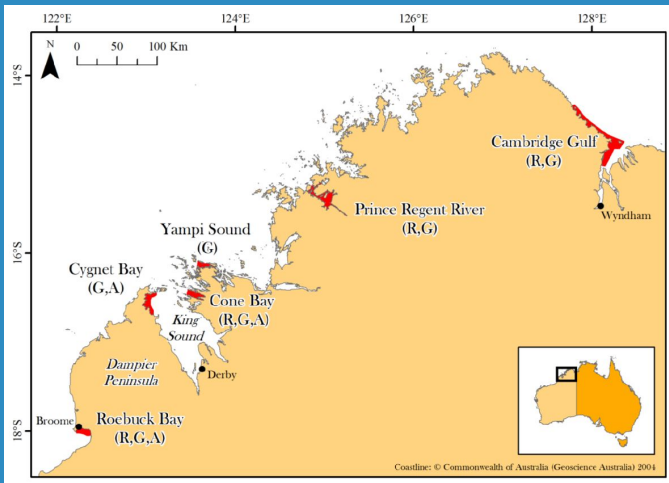 122°E
124°E
126°E
128°E
N
0 50 100 Km
14°S
Cambridge Gulf
(R,G)
Wyndham
Prince Regent River
(R,G)
16°S
Yampi Sound
(G)
Cygnet Bay
(G,A)
Cone Bay
(R,G,A)
King
Sound
Dampier
Peninsula
Derby
Broome
Roebuck Bay
(R,G,A)
18°S
Coastline: © Commonwealth of Australia (Geoscience Australia) 2004